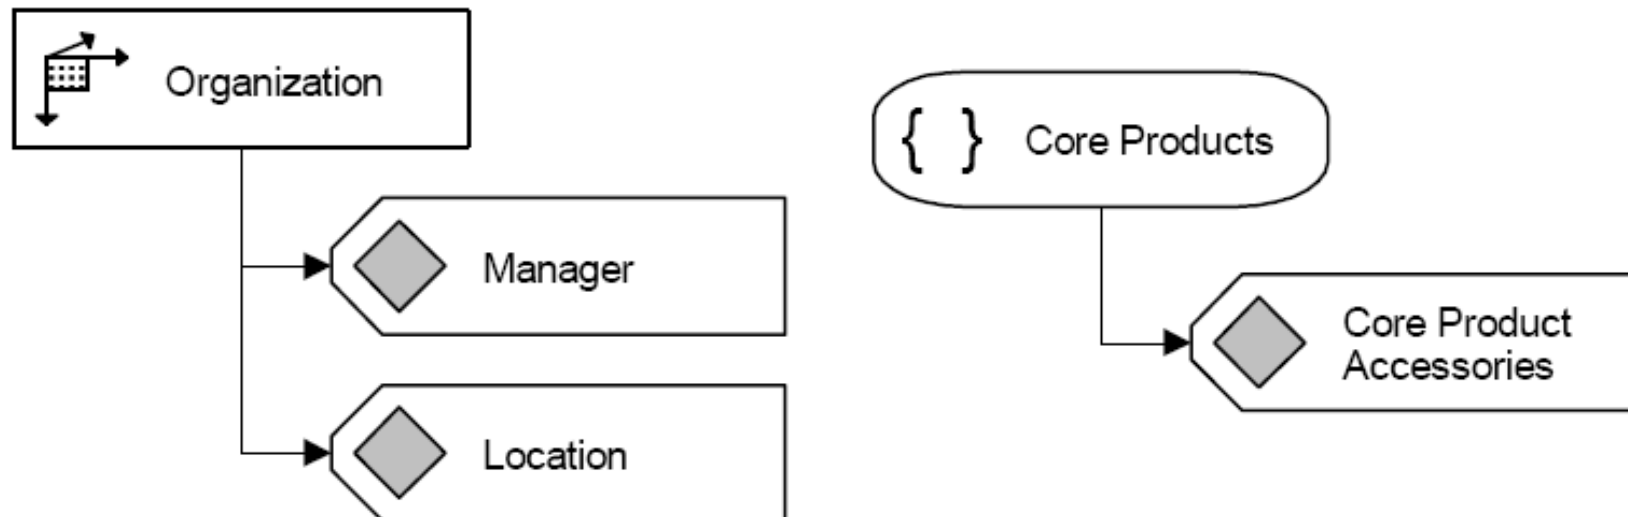 Organization
{ } Core Products
Manager
Core Product
Accessories
Location